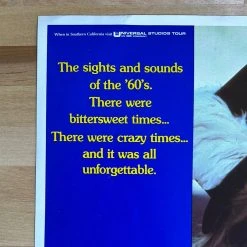 When in Southern California visit UNIVERSAL STUDIOS TOUR
The sights and sounds
of the '60's.
There were
bittersweet times...
There were crazy times...
and it was all
unforgettable.